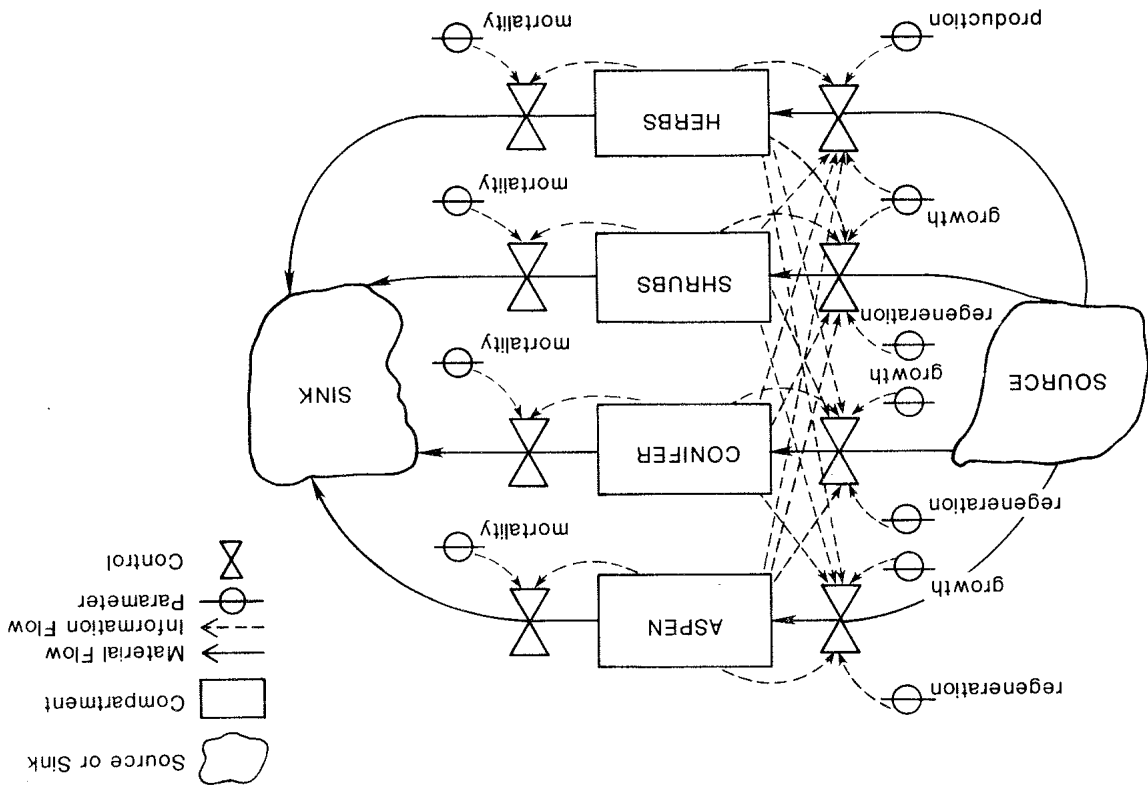 Source or Sink
Compartment
Material Flow
Information Flow
Parameter
Control
regeneration
ASPEN
growth
mortality
regeneration
CONIFER
SOURCE
SINK
growth
mortality
regeneration
SHRUBS
growth
mortality
HERBS
production
mortality